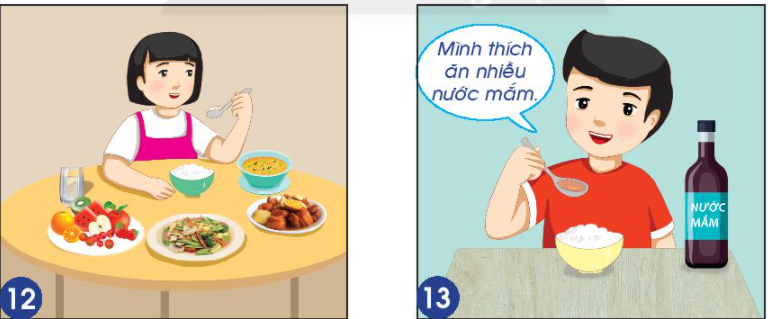 Mình thích
ăn nhiều
nước mắm.
NƯỚC
MẮM
12
13